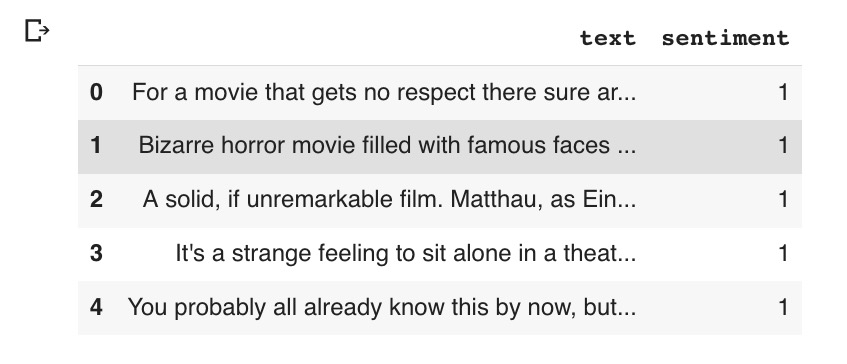 text sentiment
0 For a movie that gets no respect there sure ar... 1
1 Bizarre horror movie filled with famous faces ... 1
2 A solid, if unremarkable film. Matthau, as Ein... 1
3 It's a strange feeling to sit alone in a theat... 1
4 You probably all already know this by now, but... 1